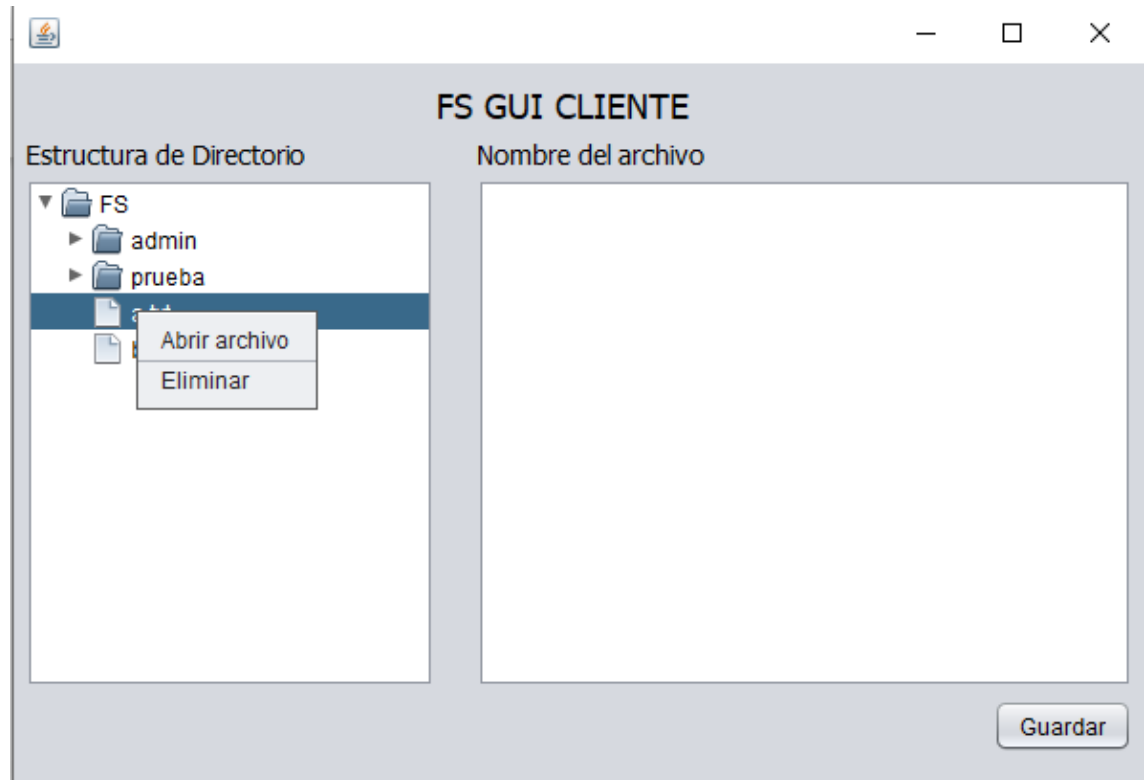 FS GUI CLIENTE
Estructura de Directorio
Nombre del archivo
FS
admin
prueba
Abrir archivo
Eliminar
Guardar